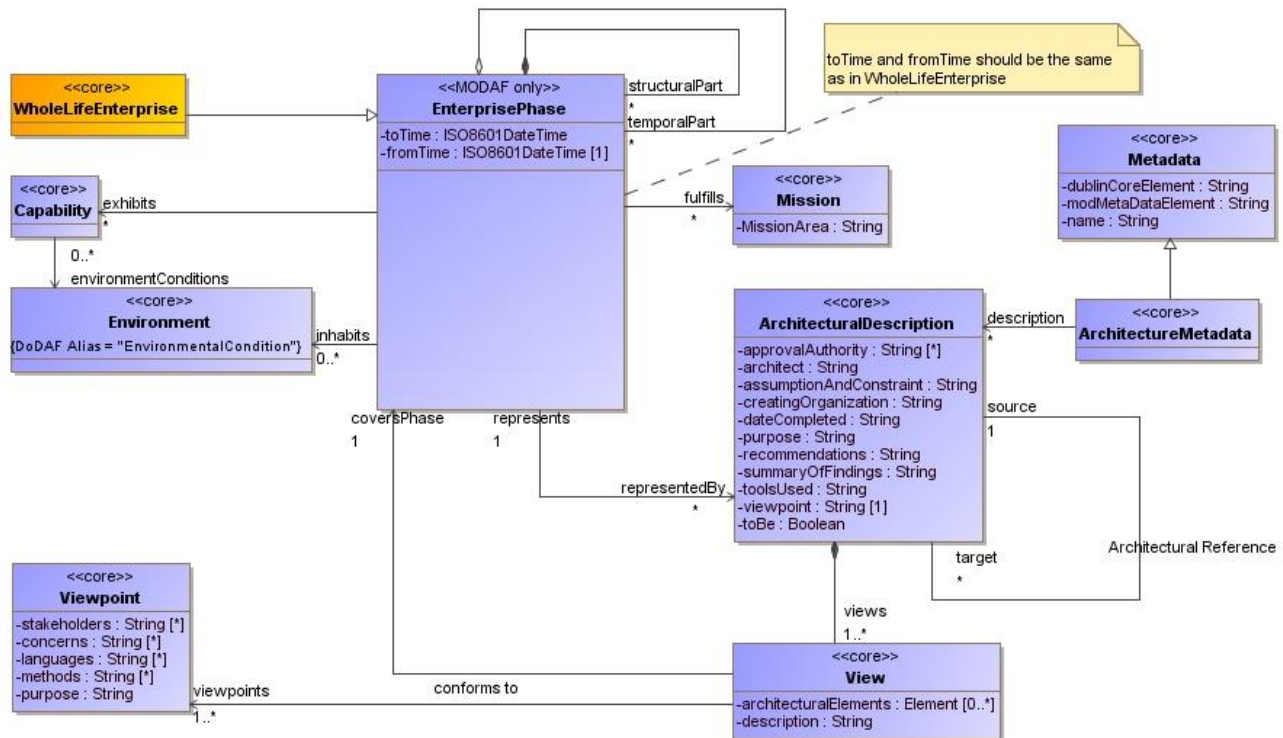 <<core>>
WholeLifeEnterprise
<<MODAF only>>
EnterprisePhase
-toTime : ISO8601DateTime
-fromTime : ISO8601DateTime [1]
structuralPart
*
temporalPart
*
toTime and fromTime should be the same
as in WholeLifeEnterprise
<<core>>
Metadata
-dublinCoreElement : String
-modMetaDataElement : String
-name : String
<<core>>
Capability
exhibits
*
fulfills
*
<<core>>
Mission
-MissionArea : String
0..*
environmentConditions
<<core>>
Environment
{DoDAF Alias = "EnvironmentalCondition"}
inhabits
0..*
<<core>>
ArchitecturalDescription
-approvalAuthority : String [*]
-architect : String
-assumptionAndConstraint : String
-creatingOrganization : String
-dateCompleted : String
-purpose : String
-recommendations : String
-summaryOfFindings : String
-toolsUsed : String
-viewpoint : String [1]
-toBe : Boolean
description
*
<<core>>
ArchitectureMetadata
source
1
coversPhase
1
represents
1
representedBy
*
target
*
Architectural Reference
<<core>>
Viewpoint
-stakeholders : String [*]
-concerns : String [*]
-languages : String [*]
-methods : String [*]
-purpose : String
views
1..*
viewpoints
1..*
conforms to
<<core>>
View
-architecturalElements : Element [0..*]
-description : String